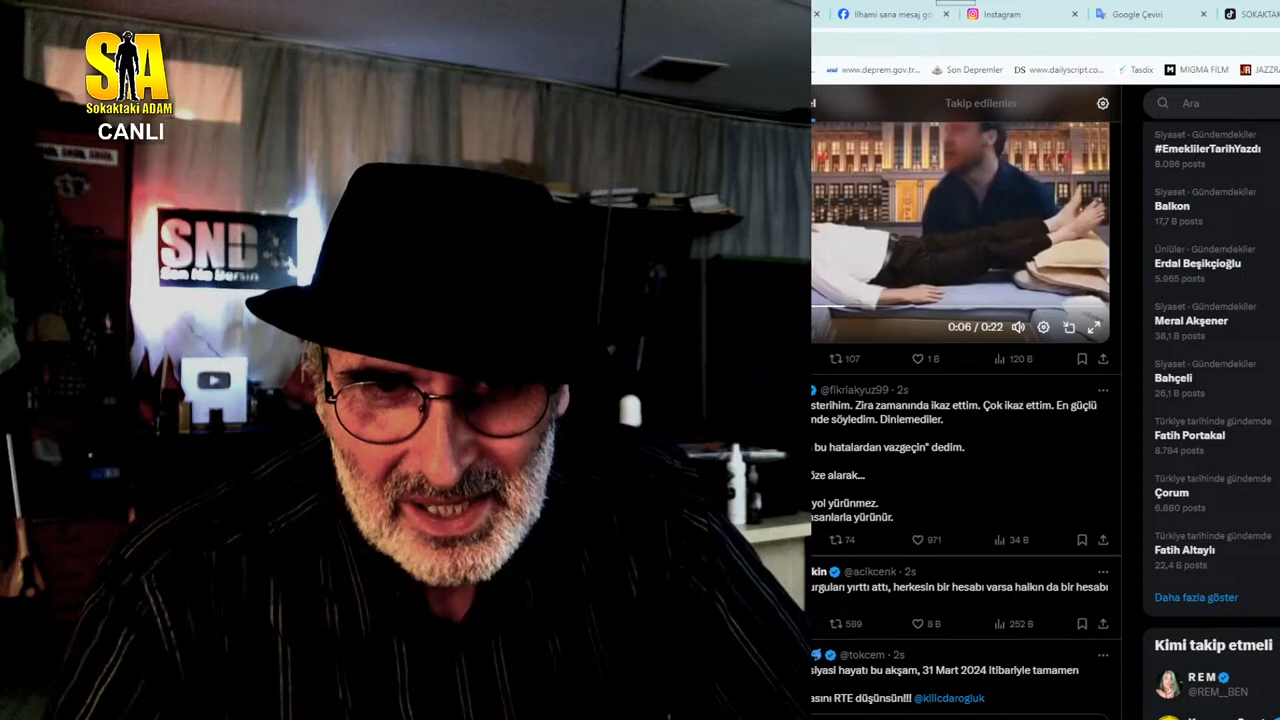 SA
Sokaktaki ADAM
CANLI
SND
Sen Ne Dersin
Ilhami sana mesaj gö
Instagram
Google Çeviri
SOKAKTAK
www.deprem.gov.tr...
Son Depremler
DS www.dailyscript.co...
Tasdix
M MIGMA FILM
JR JAZZRA
Takip edilenler
Ara
0:06 / 0:22
107
1 B
120 B
@fikriakyuz99 · 2s
sterihim. Zira zamanında ikaz ettim. Çok ikaz ettim. En güçlü
nde söyledim. Dinlemediler.
bu hatalardan vazgeçin" dedim.
öze alarak...
yol yürünmez.
nsanlarla yürünür.
74
971
34 B
kin @acikcenk · 2s
urguları yırttı attı, herkesin bir hesabı varsa halkın da bir hesabı
589
8 B
252 B
@tokcem · 2s
siyasi hayatı bu akşam, 31 Mart 2024 itibariyle tamamen
asını RTE düşünsün!!! @kilicdarogluk
Siyaset · Gündemdekiler
#EmeklilerTarihYazdı
8.086 posts
Siyaset · Gündemdekiler
Balkon
17,7 B posts
Ünlüler · Gündemdekiler
Erdal Beşikçioğlu
5.965 posts
Siyaset · Gündemdekiler
Meral Akşener
38,1 B posts
Siyaset · Gündemdekiler
Bahçeli
26,1 B posts
Türkiye tarihinde gündemde
Fatih Portakal
8.784 posts
Türkiye tarihinde gündemde
Çorum
6.680 posts
Türkiye tarihinde gündemde
Fatih Altaylı
22,4 B posts
Daha fazla göster
Kimi takip etmeli
R E M
@REM__BEN